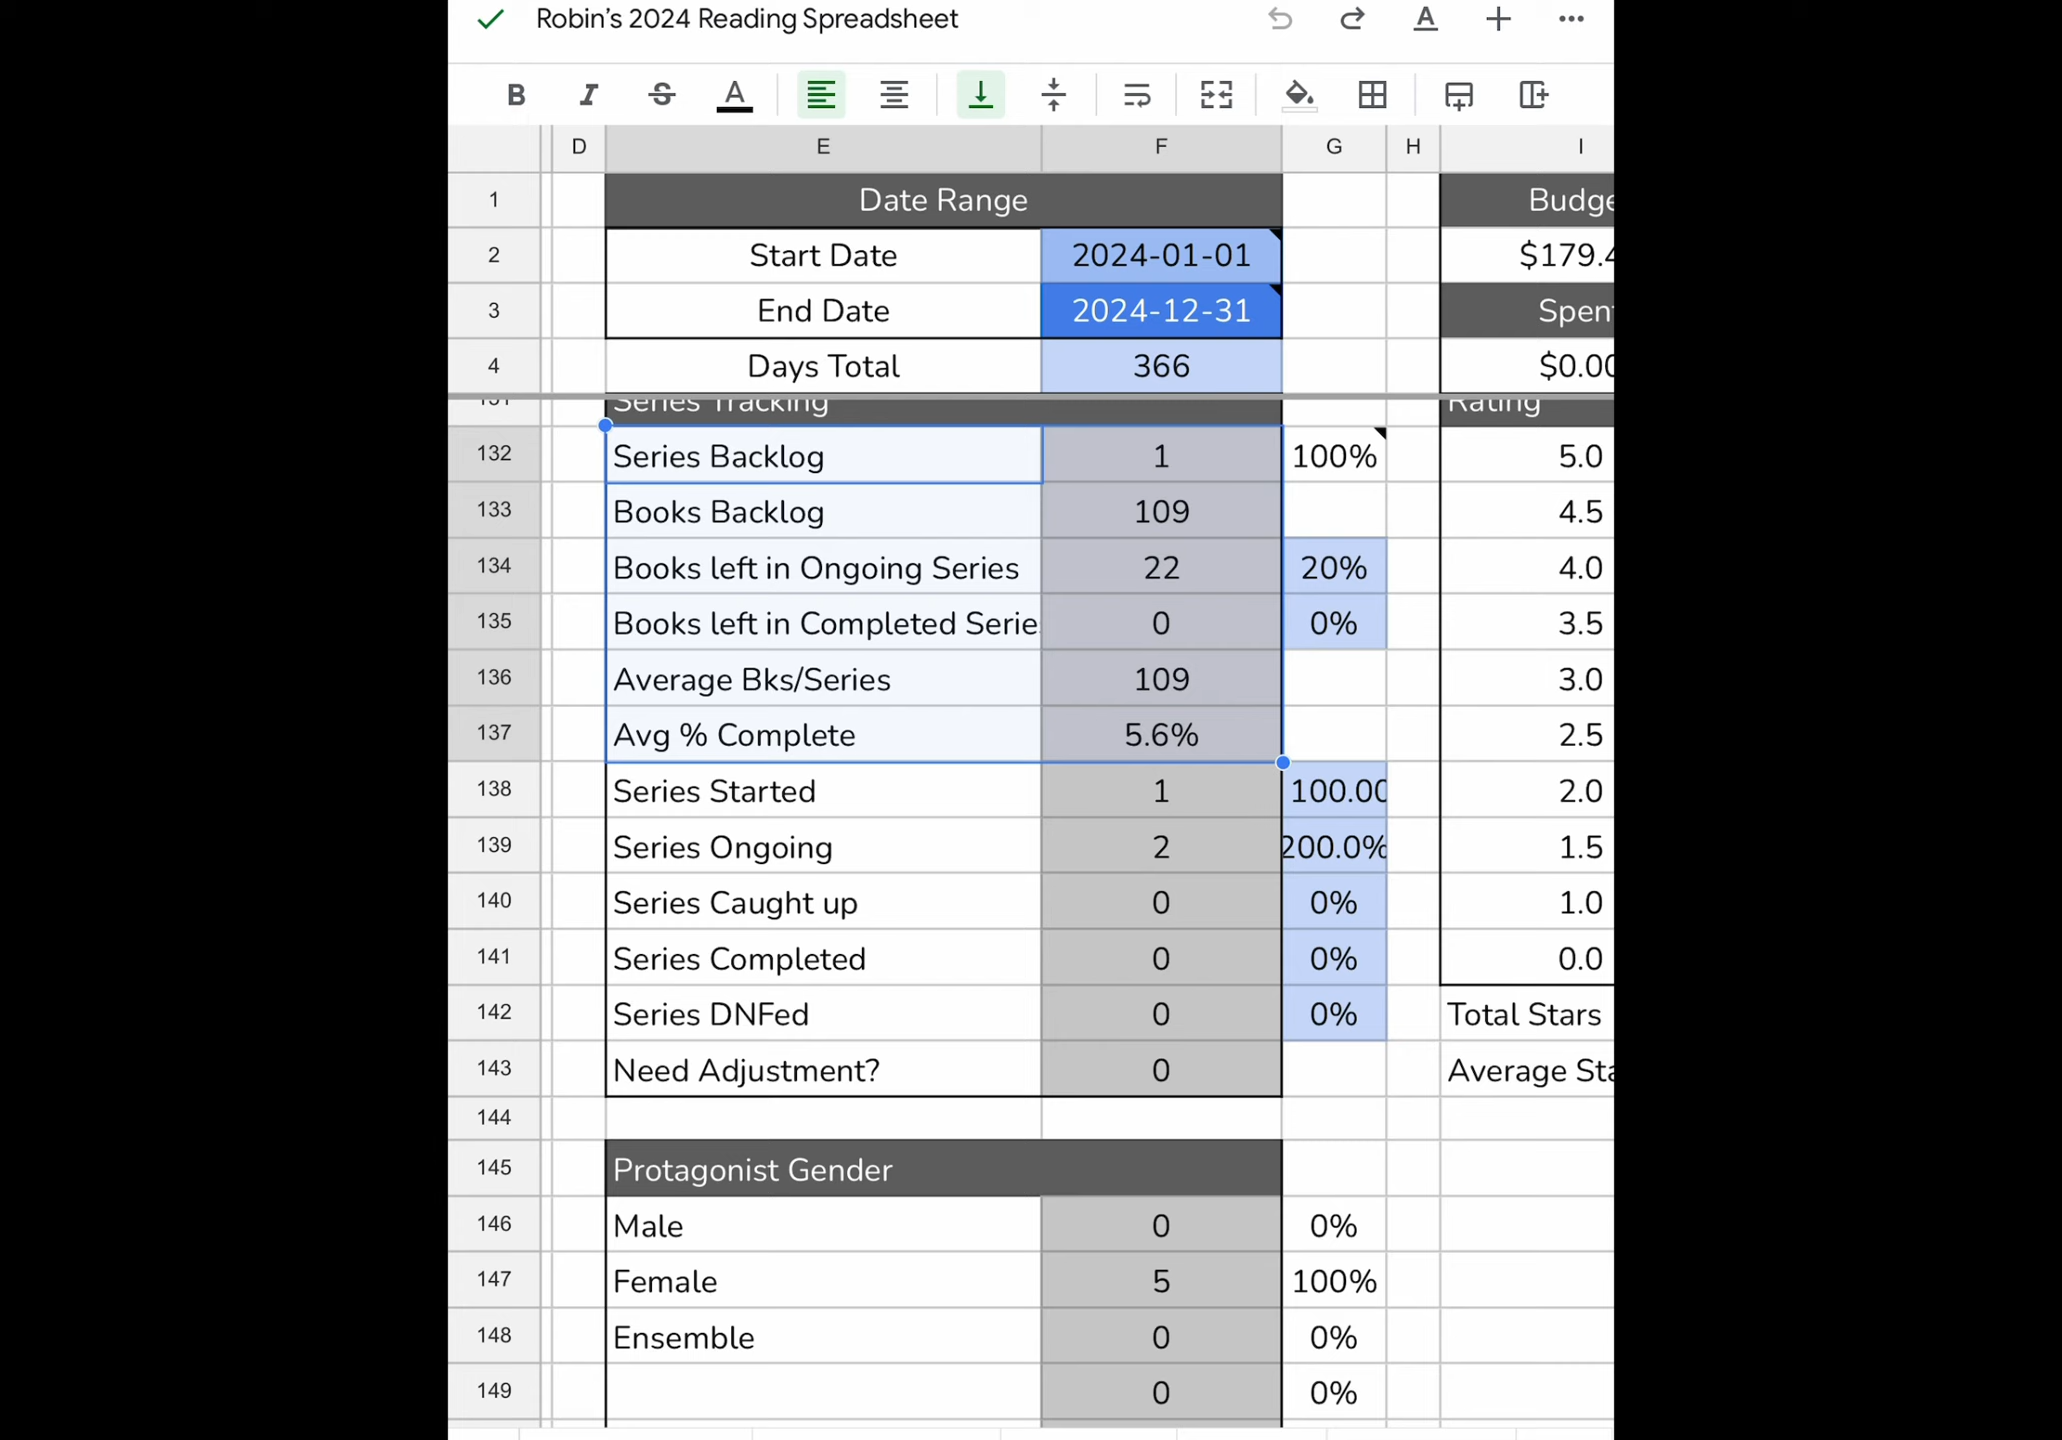 Robin's 2024 Reading Spreadsheet
B I S A
D E F G H I
1 Date Range
2 Start Date 2024-01-01 $179.4
3 End Date 2024-12-31
4 Days Total 366 $0.00
Series Tracking Rating
132 Series Backlog 1 100% 5.0
133 Books Backlog 109 4.5
134 Books left in Ongoing Series 22 20% 4.0
135 Books left in Completed Serie 0 0% 3.5
136 Average Bks/Series 109 3.0
137 Avg % Complete 5.6% 2.5
138 Series Started 1 100.00 2.0
139 Series Ongoing 2 200.0% 1.5
140 Series Caught up 0 0% 1.0
141 Series Completed 0 0% 0.0
142 Series DNFed 0 0% Total Stars
143 Need Adjustment? 0 Average
144
145 Protagonist Gender
146 Male 0 0%
147 Female 5 100%
148 Ensemble 0 0%
149 0 0%